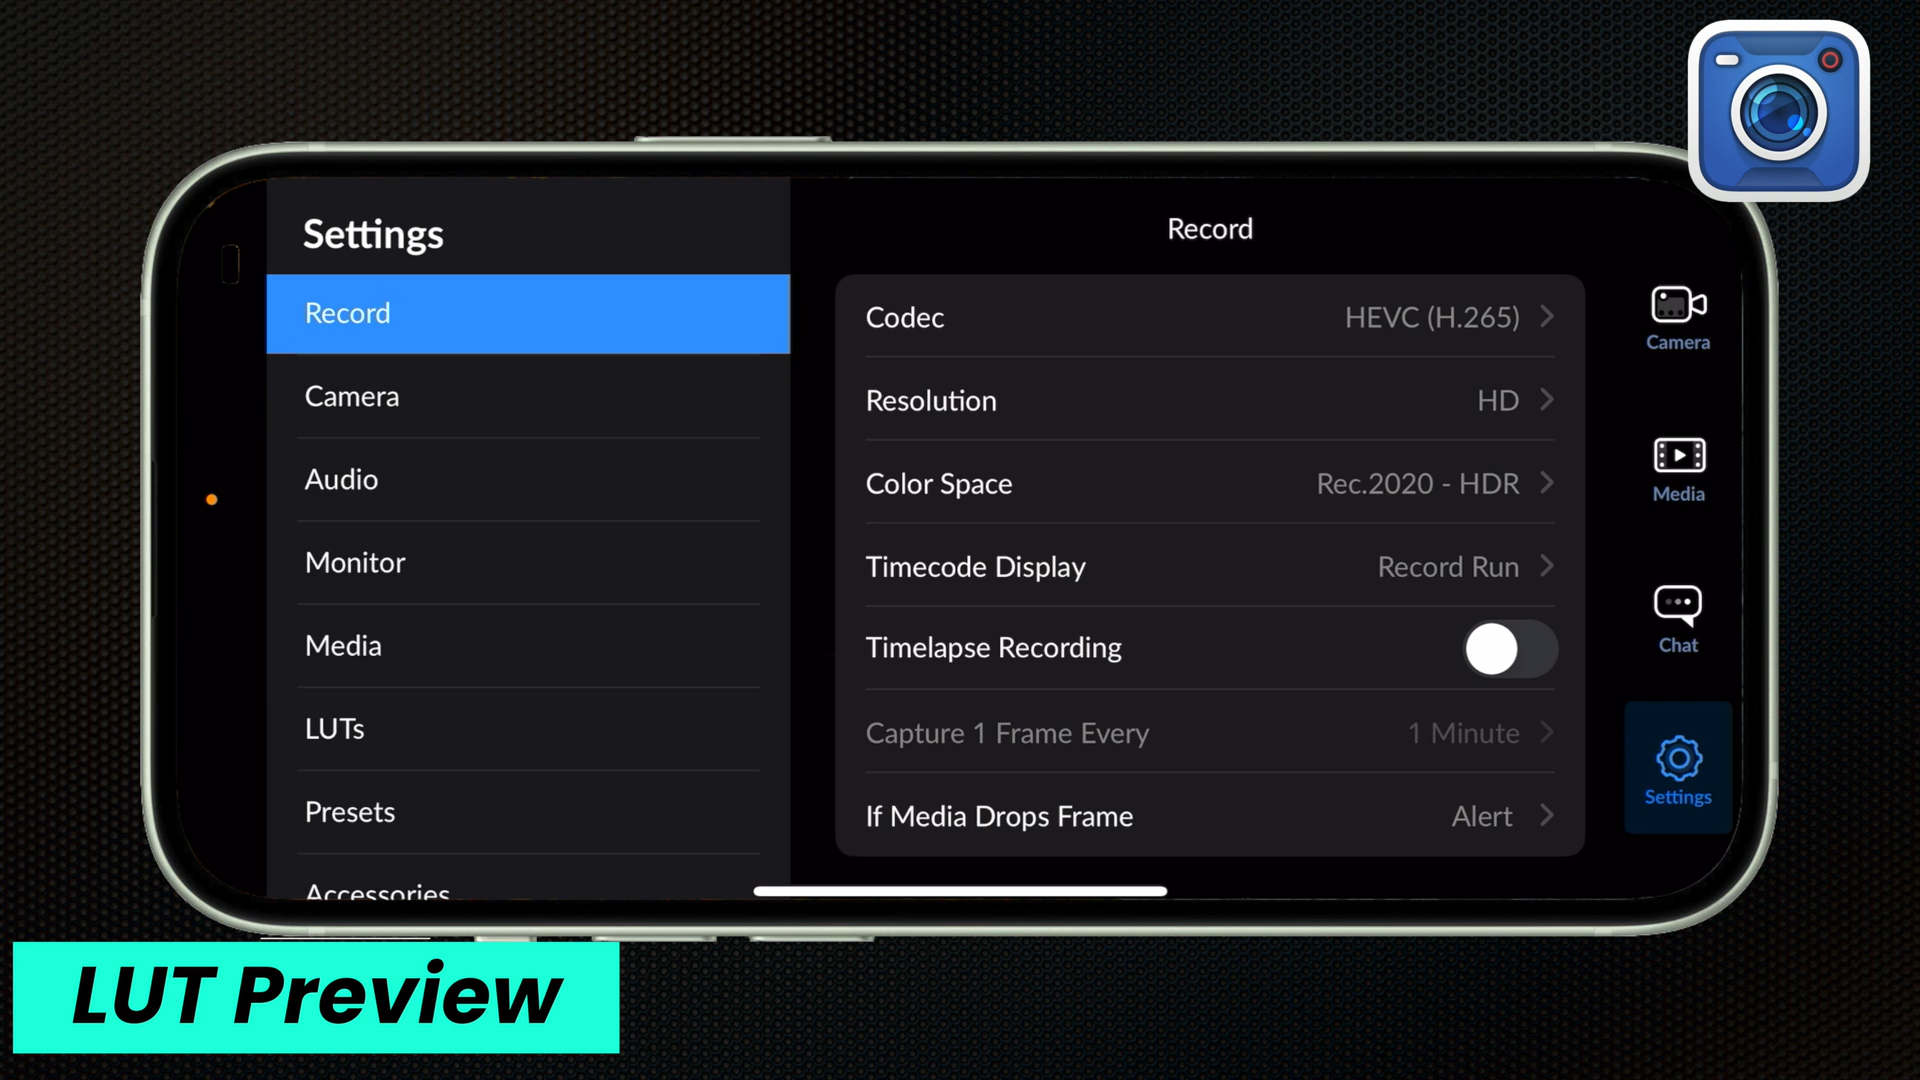 Settings
Record
Camera
Audio
Monitor
Media
LUTs
Presets
Accessories
Record
Codec HEVC (H.265)
Resolution HD
Color Space Rec.2020 - HDR
Timecode Display Record Run
Timelapse Recording
Capture 1 Frame Every 1 Minute
If Media Drops Frame Alert
Camera
Media
Chat
Settings
LUT Preview